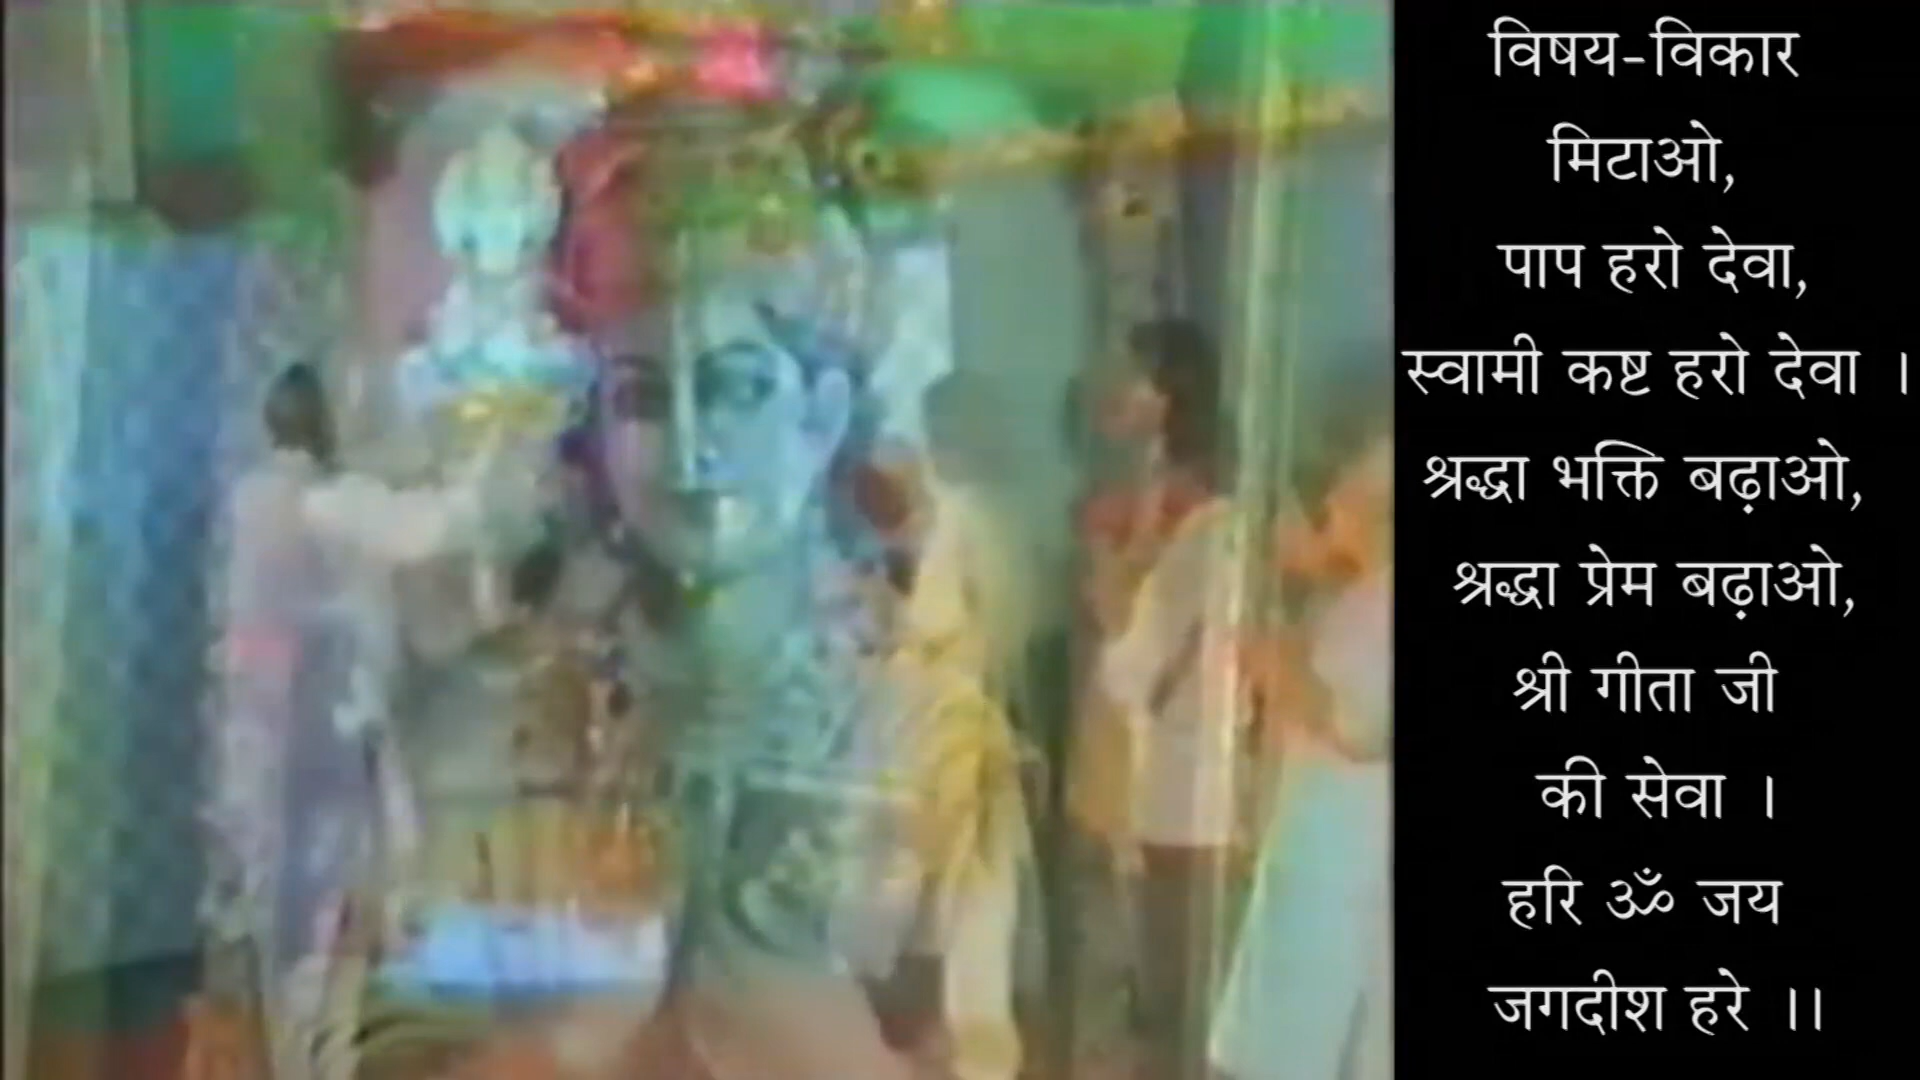 विषय-विकार
मिटाओ,
पाप हरो देवा,
स्वामी कष्ट हरो देवा ।
श्रद्धा भक्ति बढ़ाओ,
श्रद्धा प्रेम बढ़ाओ,
श्री गीता जी
की सेवा ।
हरि ॐ जय
जगदीश हरे ।।